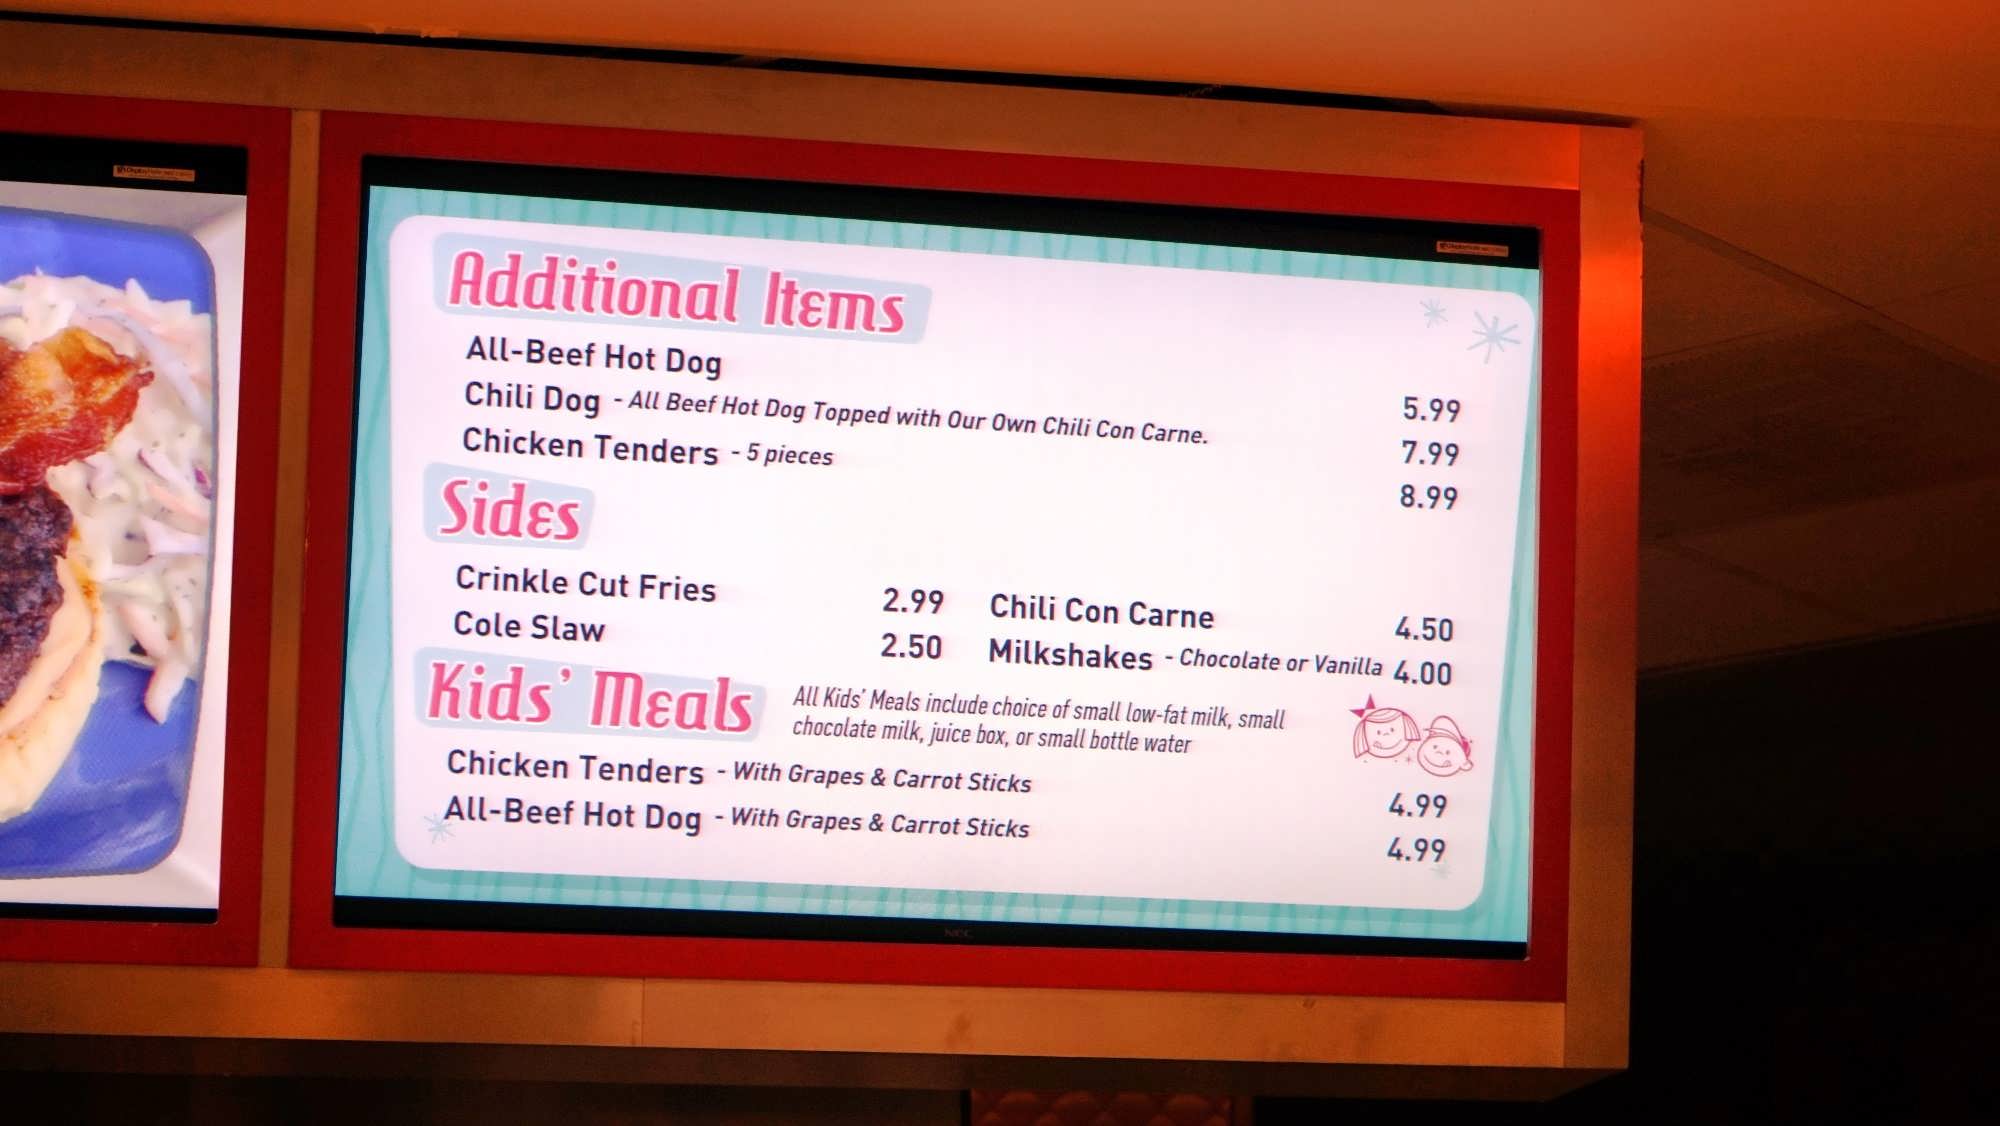 Additional Items
All-Beef Hot Dog 5.99
Chili Dog - All Beef Hot Dog Topped with Our Own Chili Con Carne. 7.99
Chicken Tenders - 5 pieces 8.99
Sides
Crinkle Cut Fries 2.99 Chili Con Carne 4.50
Cole Slaw 2.50 Milkshakes - Chocolate or Vanilla 4.00
Kids' Meals
All Kids' Meals include choice of small low-fat milk, small
chocolate milk, juice box, or small bottle water
Chicken Tenders - With Grapes & Carrot Sticks 4.99
All-Beef Hot Dog - With Grapes & Carrot Sticks 4.99
NEC